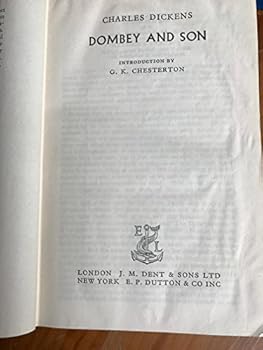 CHARLES DICKENS
DOMBEY AND SON
INTRODUCTION BY
G. K. CHESTERTON
E L
LONDON J. M. DENT & SONS LTD
NEW YORK E. P. DUTTON & CO INC